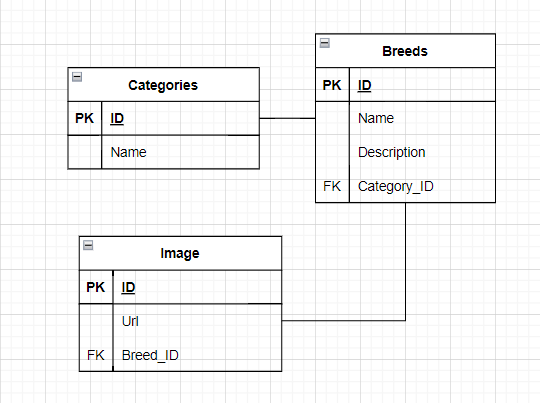 Categories
PK ID
Name
Breeds
PK ID
Name
Description
FK Category_ID
Image
PK ID
Url
FK Breed_ID